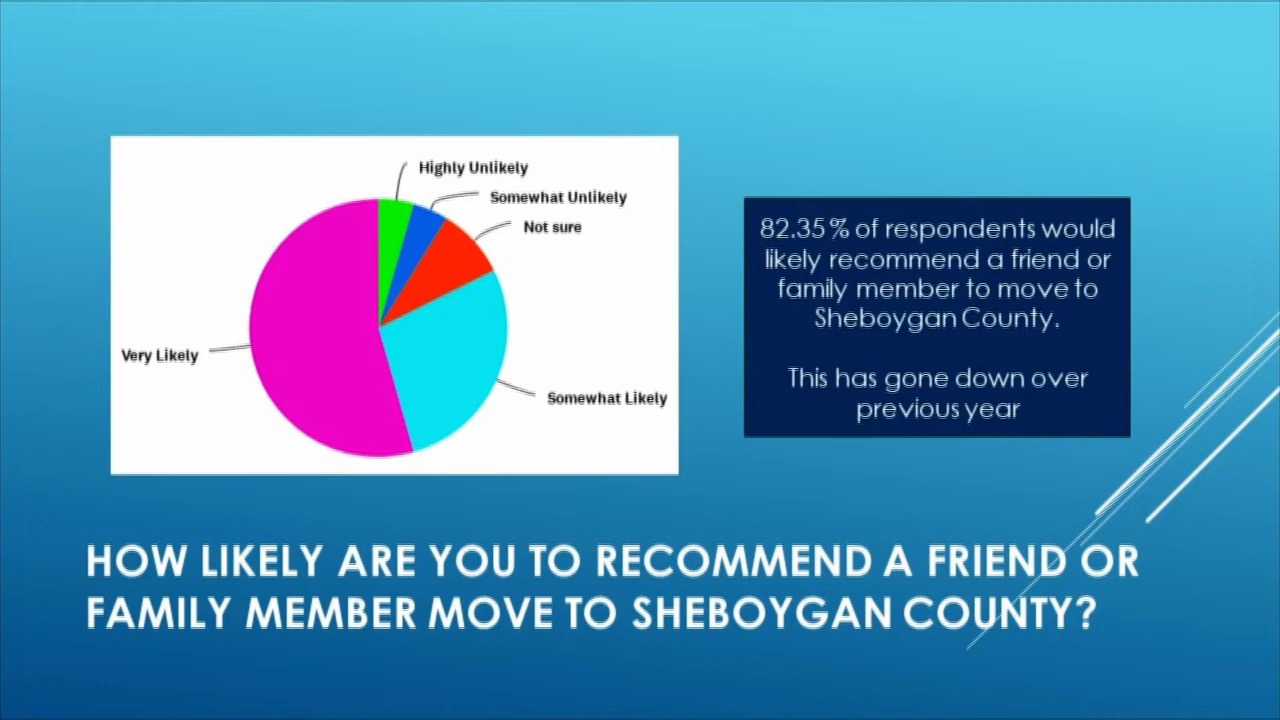 Highly Unlikely
Somewhat Unlikely
Not sure
Very Likely
Somewhat Likely
82.35% of respondents would
likely recommend a friend or
family member to move to
Sheboygan County.
This has gone down over
previous year
HOW LIKELY ARE YOU TO RECOMMEND A FRIEND OR
FAMILY MEMBER MOVE TO SHEBOYGAN COUNTY?